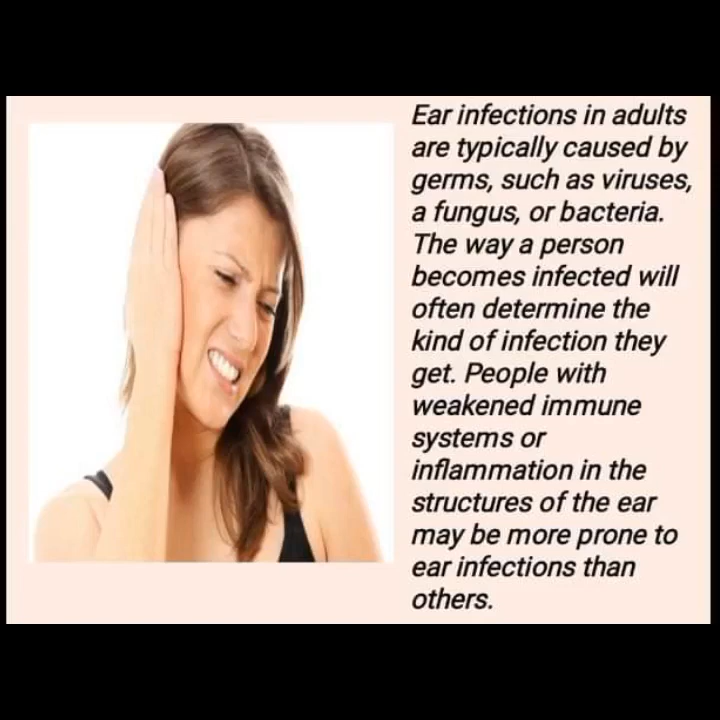 Ear infections in adults
are typically caused by
germs, such as viruses,
a fungus, or bacteria.
The way a person
becomes infected will
often determine the
kind of infection they
get. People with
weakened immune
systems or
inflammation in the
structures of the ear
may be more prone to
ear infections than
others.